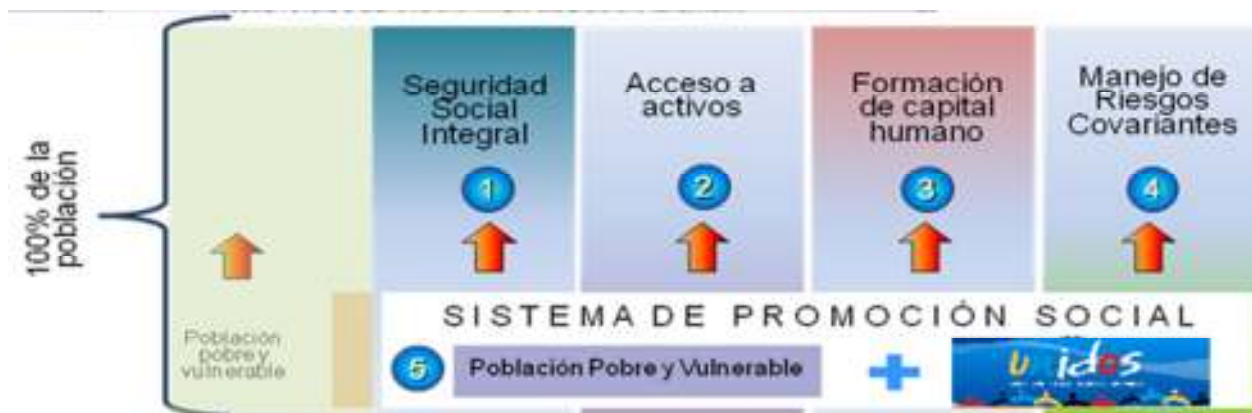 100% de la
población
Seguridad
Social
Integral
1
Acceso a
activos
2
Formación
de capital
humano
3
Manejo de
Riesgos
Covariantes
4
Población
pobre y
vulnerable
SISTEMA DE PROMOCIÓN SOCIAL
5 Población Pobre y Vulnerable
Unidos